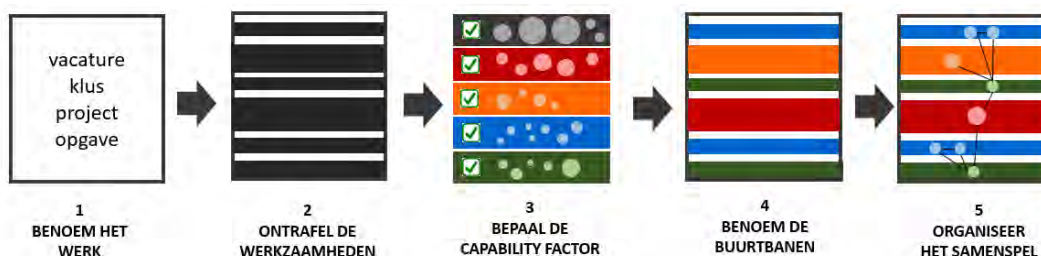 vacature
klus
project
opgave
1
BENOEM HET
WERK
2
ONTRAFEL DE
WERKZAAMHEDEN
3
BEPAAL DE
CAPABILITY FACTOR
4
BENOEM DE
BUURTBANEN
5
ORGANISEER
HET SAMENSPEL